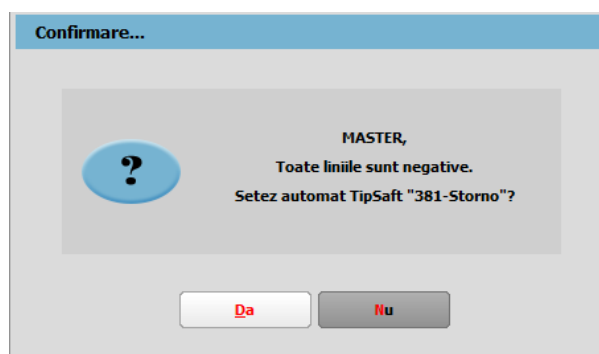 Confirmare...
MASTER,
Toate liniile sunt negative.
Setez automat TipSaft "381-Storno"?
?
Da
Nu